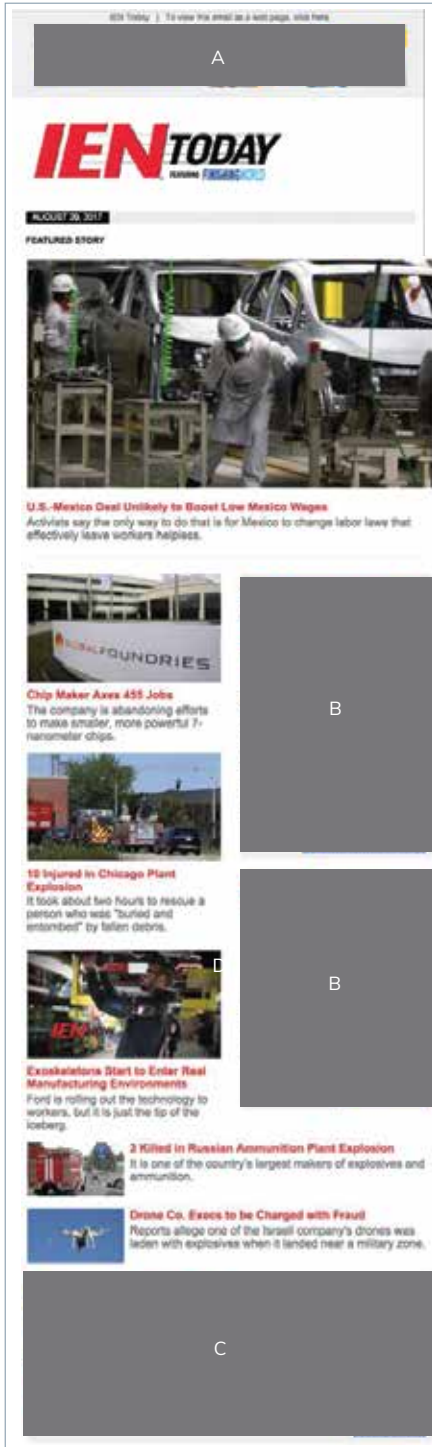 IEN Today | To view this email as a web page, click here
A
IEN TODAY
FEATURING
AUGUST 29, 2017
FEATURED STORY
U.S.-Mexico Deal Unlikely to Boost Low Mexico Wages
Activists say the only way to do that is for Mexico to change labor laws that
effectively leave workers helpless.
GLOBALFOUNDRIES
Chip Maker Axes 455 Jobs
The company is abandoning efforts
to make smaller, more powerful 7-
nanometer chips.
B
10 Injured in Chicago Plant
Explosion
It took about two hours to rescue a
person who was "buried and
entombed" by fallen debris.
D
B
IEN
Exoskeletons Start to Enter Real
Manufacturing Environments
Ford is rolling out the technology to
workers, but it is just the tip of the
iceberg.
Killed in Russian Ammunition Plant Explosion
It is one of the country's largest makers of explosives and
ammunition.
Drone Co. Execs to be Charged with Fraud
Reports allege one of the Israeli company's drones was
laden with explosives when it landed near a military zone.
C